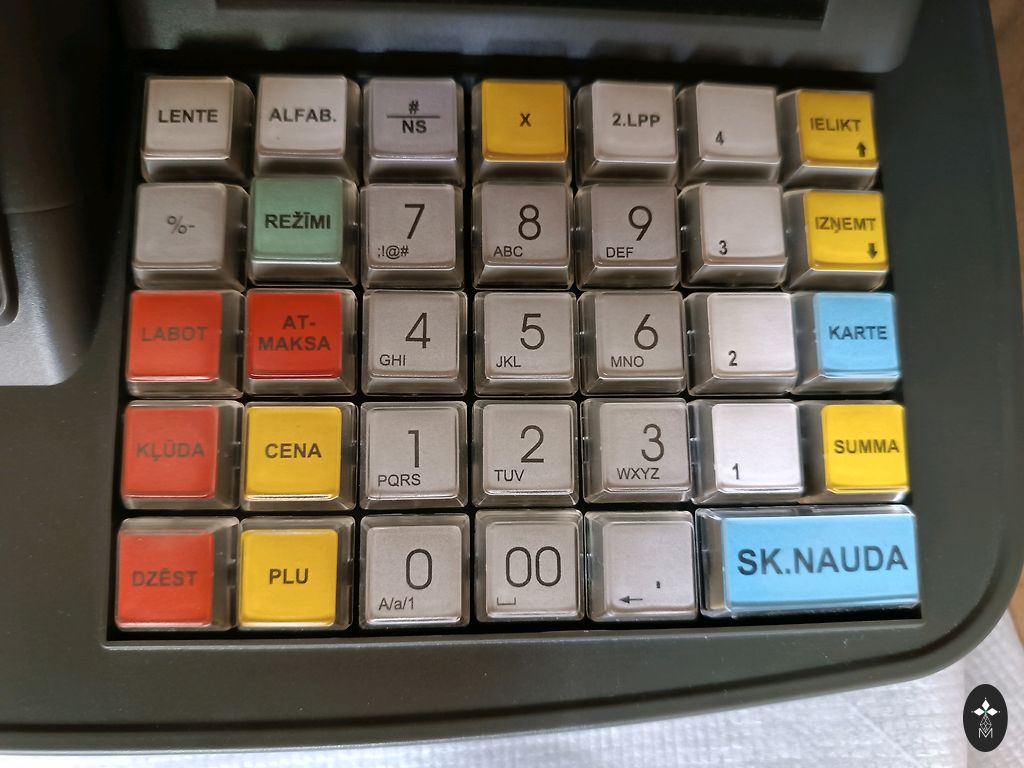 LENTE
ALFAB.
#
NS
X
2.LPP
4
IELIKT
%-
REŽĪMI
7
;!@#
8
ABC
9
DEF
3
IZŅEMT
LABOT
AT-
MAKSA
4
GHI
5
JKL
6
MNO
2
KARTE
KĻŪDA
CENA
1
PQRS
2
TUV
3
WXYZ
1
SUMMA
DZĒST
PLU
0
A/a/1
00
.
SK.NAUDA
M